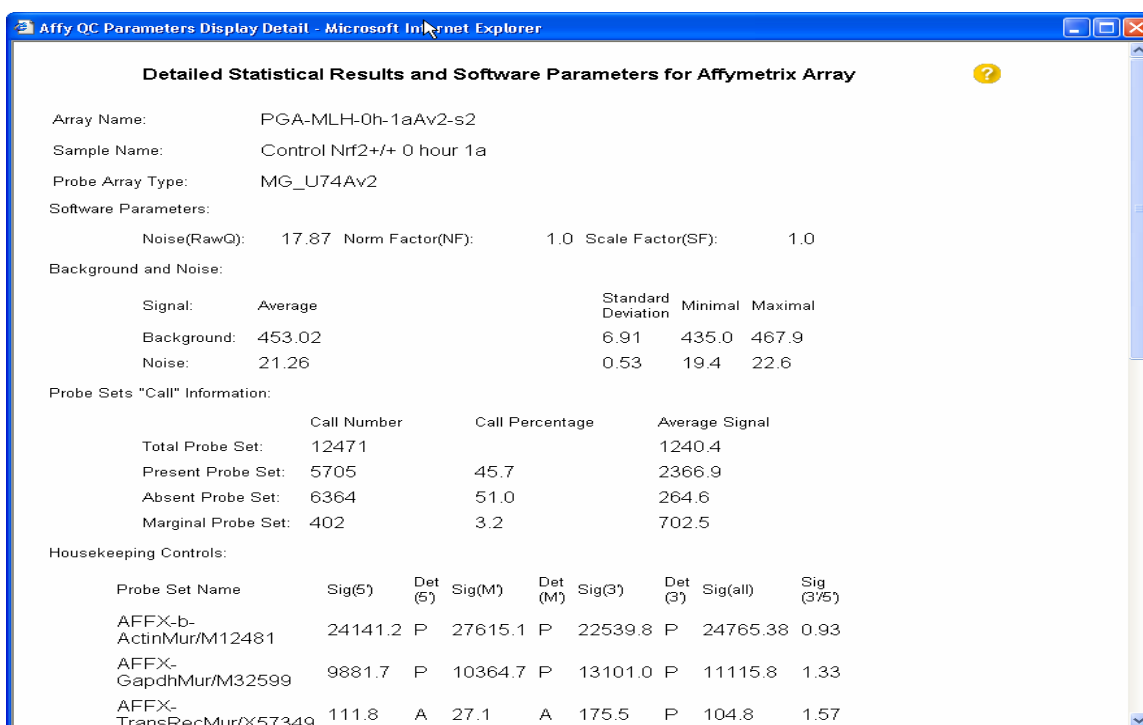 Affy QC Parameters Display Detail - Microsoft Internet Explorer
Detailed Statistical Results and Software Parameters for Affymetrix Array ?
Array Name: PGA-MLH-0h-1aAv2-s2
Sample Name: Control Nrf2+/+ 0 hour 1a
Probe Array Type: MG_U74Av2
Software Parameters:
Noise(RawQ): 17.87 Norm Factor(NF): 1.0 Scale Factor(SF): 1.0
Background and Noise:
Signal: Average Standard Deviation Minimal Maximal
Background: 453.02 6.91 435.0 467.9
Noise: 21.26 0.53 19.4 22.6
Probe Sets "Call" Information:
Call Number Call Percentage Average Signal
Total Probe Set: 12471 1240.4
Present Probe Set: 5705 45.7 2366.9
Absent Probe Set: 6364 51.0 264.6
Marginal Probe Set: 402 3.2 702.5
Housekeeping Controls:
Probe Set Name Sig(5') Det (5') Sig(M') Det (M') Sig(3') Det (3') Sig(all) Sig (3'/5')
AFFX-b-
ActinMur/M12481 24141.2 P 27615.1 P 22539.8 P 24765.38 0.93
AFFX-
GapdhMur/M32599 9881.7 P 10364.7 P 13101.0 P 11115.8 1.33
AFFX-
TransRecMur/X57349 111.8 A 27.1 A 175.5 P 104.8 1.57